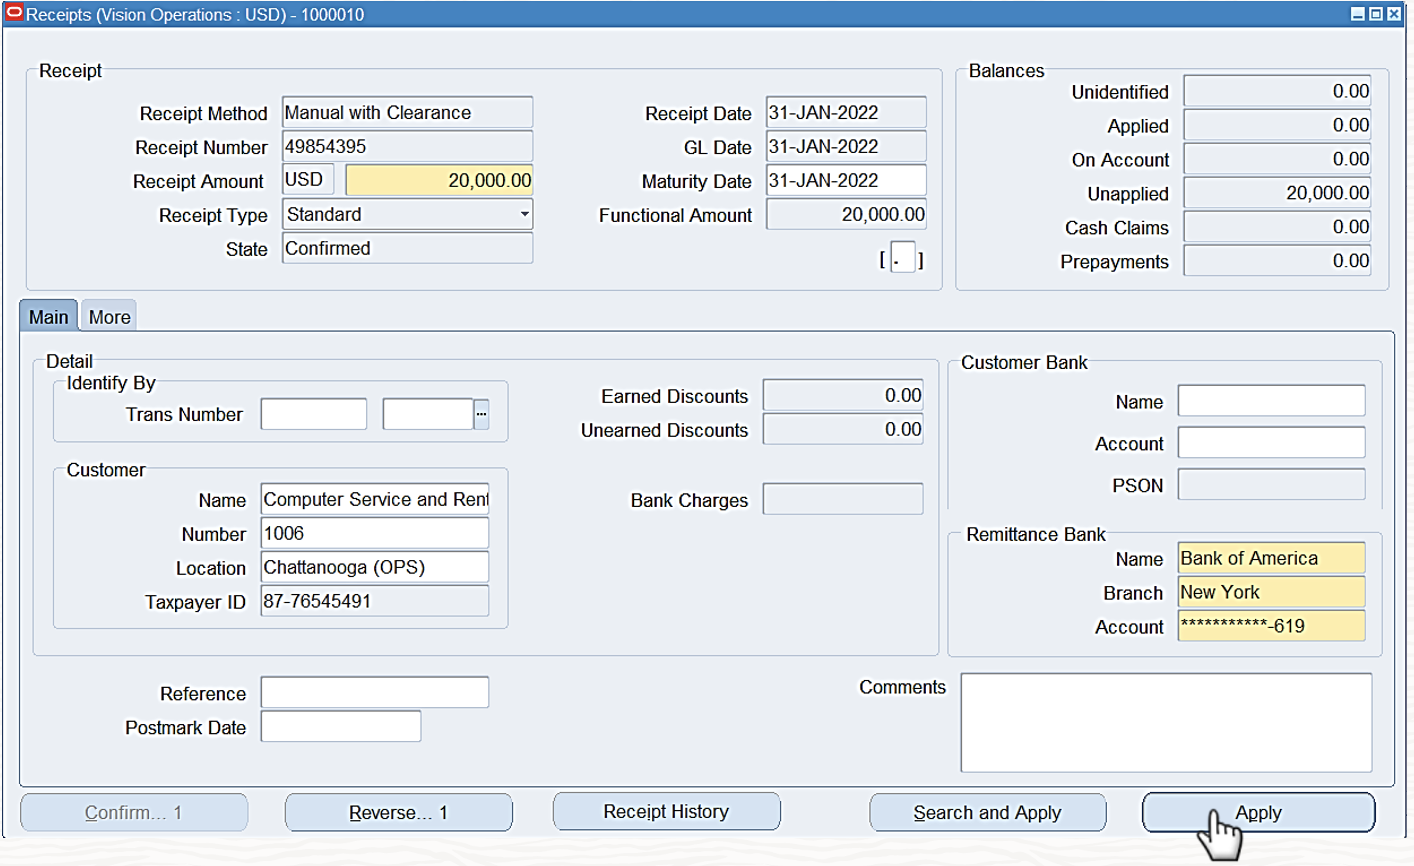 Receipts (Vision Operations : USD) - 1000010
Receipt
Receipt Method Manual with Clearance
Receipt Number 49854395
Receipt Amount USD 20,000.00
Receipt Type Standard
State Confirmed
Receipt Date 31-JAN-2022
GL Date 31-JAN-2022
Maturity Date 31-JAN-2022
Functional Amount 20,000.00
[ . ]
Balances
Unidentified 0.00
Applied 0.00
On Account 0.00
Unapplied 20,000.00
Cash Claims 0.00
Prepayments 0.00
Main More
Detail
Identify By
Trans Number ...
Customer
Name Computer Service and Rent
Number 1006
Location Chattanooga (OPS)
Taxpayer ID 87-76545491
Earned Discounts 0.00
Unearned Discounts 0.00
Bank Charges
Customer Bank
Name
Account
PSON
Remittance Bank
Name Bank of America
Branch New York
Account ***********-619
Reference
Postmark Date
Comments
Confirm... 1 Reverse... 1 Receipt History Search and Apply Apply